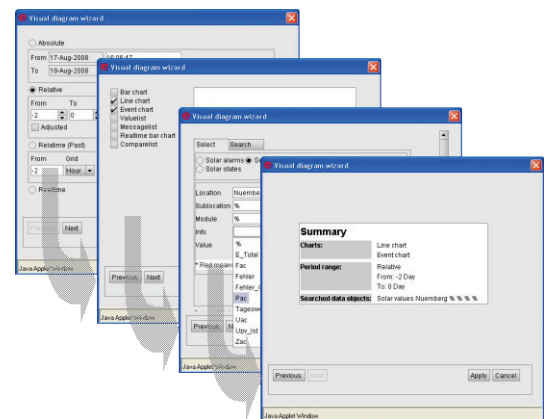 Visual diagram wizard
Absolute
From 17-Aug-2008
To 18-Aug-2008
Relative
From To
-2 0
Adjusted
Relatime (Past)
From Grid
-2 Hour
Realtime
Next
Java Applet Window
Visual diagram wizard
Bar chart
Line chart
Event chart
Valuelist
Messagelist
Realtime bar chart
Comparelist
Previous Next
Java Applet Window
Visual diagram wizard
Select Search
Solar alarms
Solar states
Location Nuernbe
Sublocation %
Module %
Info
Value %
E_Total
* Red mean Fac
Fehler
Pac
Tagesw
Uac
Upv_Ist
Zac
Previous
Java Applet Window
Visual diagram wizard
Summary
Charts: Line chart
Event chart
Period range: Relative
From: -2 Day
To: 0 Day
Searched data objects: Solar values Nuernberg % % % %
Previous Next Apply Cancel
Java Applet Window